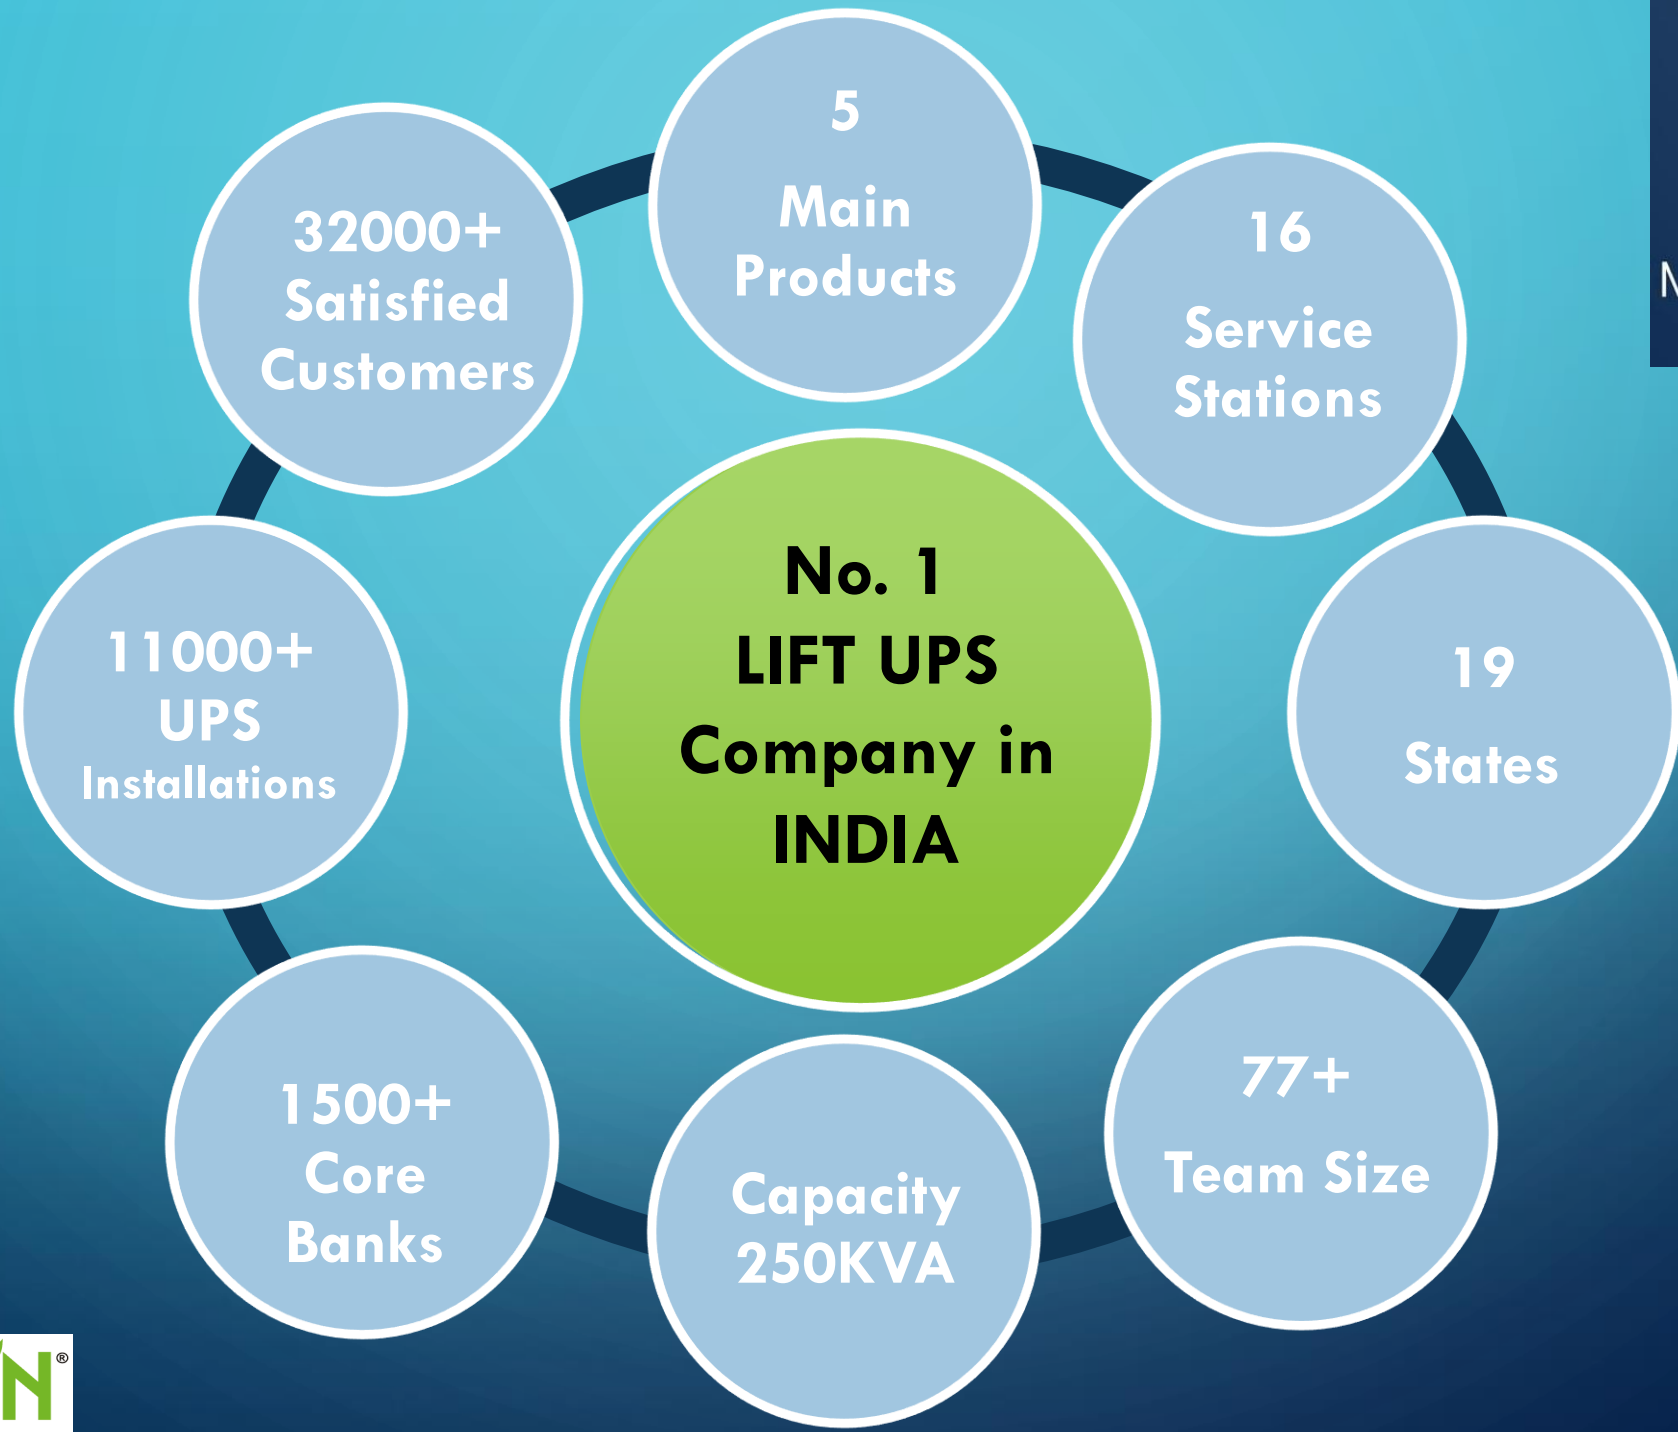 5
Main
Products
16
Service
Stations
19
States
77+
Team Size
Capacity
250KVA
1500+
Core
Banks
11000+
UPS
Installations
32000+
Satisfied
Customers
No. 1
LIFT UPS
Company in
INDIA
N®